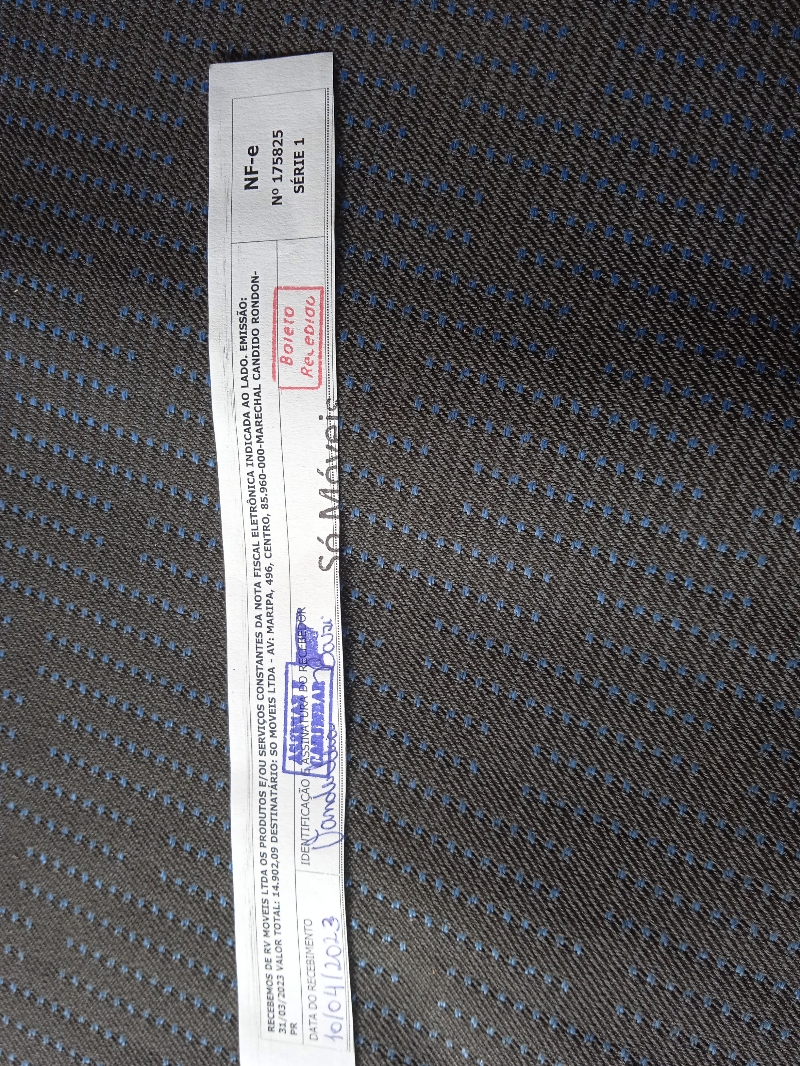 RECEBEMOS DE RV MOVEIS LTDA OS PRODUTOS E/OU SERVIÇOS CONSTANTES DA NOTA FISCAL ELETRÔNICA INDICADA AO LADO. EMISSÃO:
31/03/2023 VALOR TOTAL: 14.902,09 DESTINATÁRIO: SO MOVEIS LTDA - AV: MARIPA, 496, CENTRO, 85.960-000-MARECHAL CANDIDO RONDON-
PR
DATA DO RECEBIMENTO
10/04/2023
IDENTIFICAÇÃO E ASSINATURA DO RECEBEDOR
ASSINAR E
CARIMBAR
Só Móveis
Boleto
Recebido
NF-e
Nº 175825
SÉRIE 1